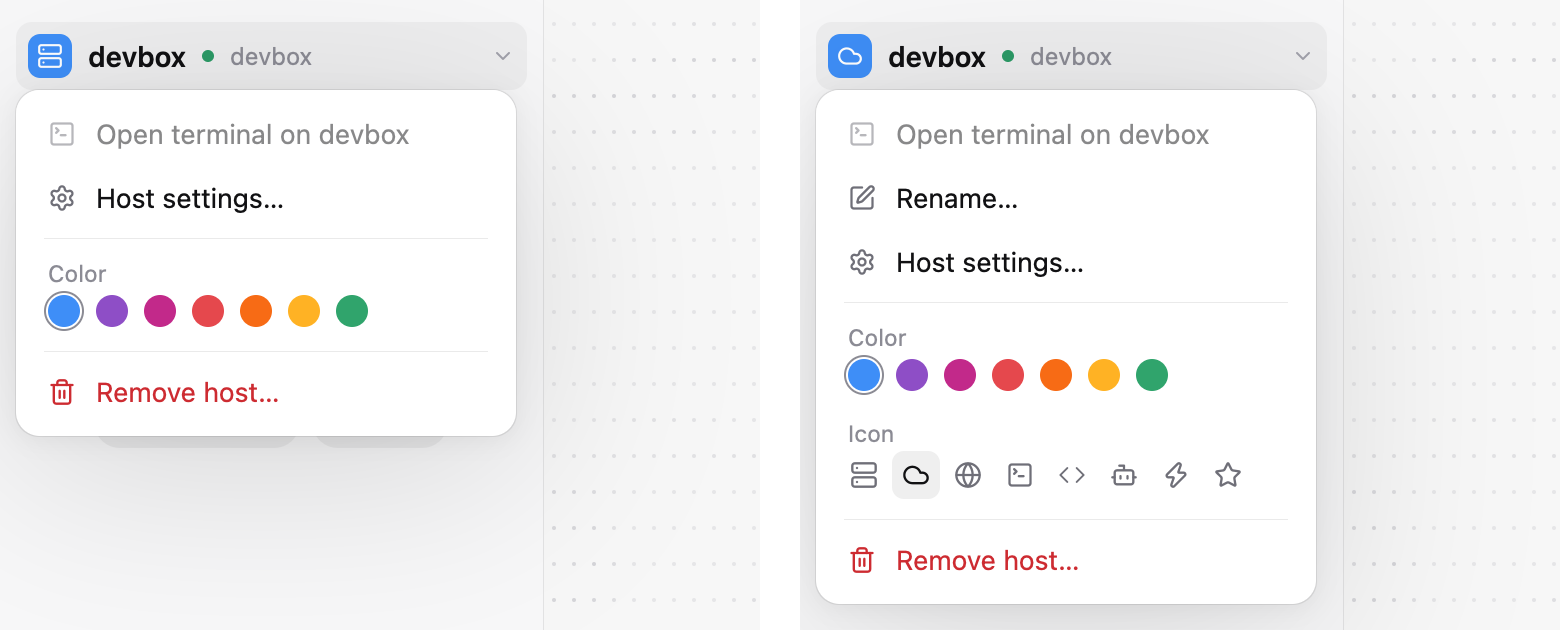 devbox devbox
Open terminal on devbox
Host settings...
Color
Remove host...
devbox devbox
Open terminal on devbox
Rename...
Host settings...
Color
Icon
Remove host...